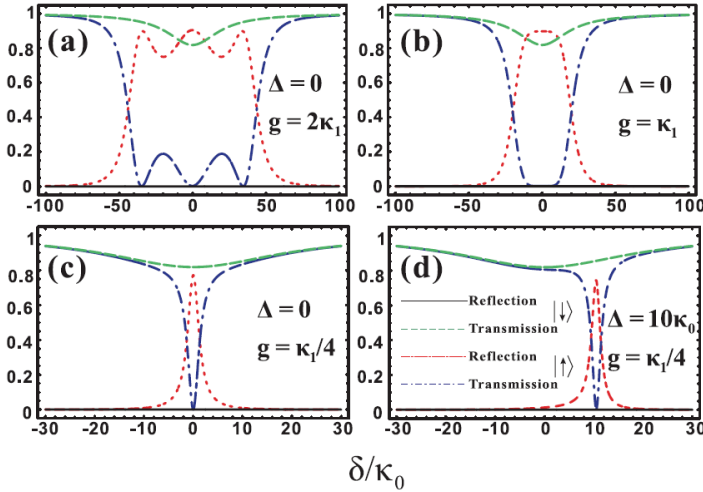 1
0.8
0.6
0.4
0.2
0
(a)
Δ = 0
g = 2κ₁
-100 -50 0 50 100
1
0.8
0.6
0.4
0.2
0
(b)
Δ = 0
g = κ₁
-100 -50 0 50 100
1
0.8
0.6
0.4
0.2
0
(c)
Δ = 0
g = κ₁/4
-30 -20 -10 0 10 20 30
1
0.8
0.6
0.4
0.2
0
(d)
Reflection
Transmission
|↓⟩
Reflection
Transmission
|↑⟩
Δ = 10κ₀
g = κ₁/4
-30 -20 -10 0 10 20 30
δ/κ₀